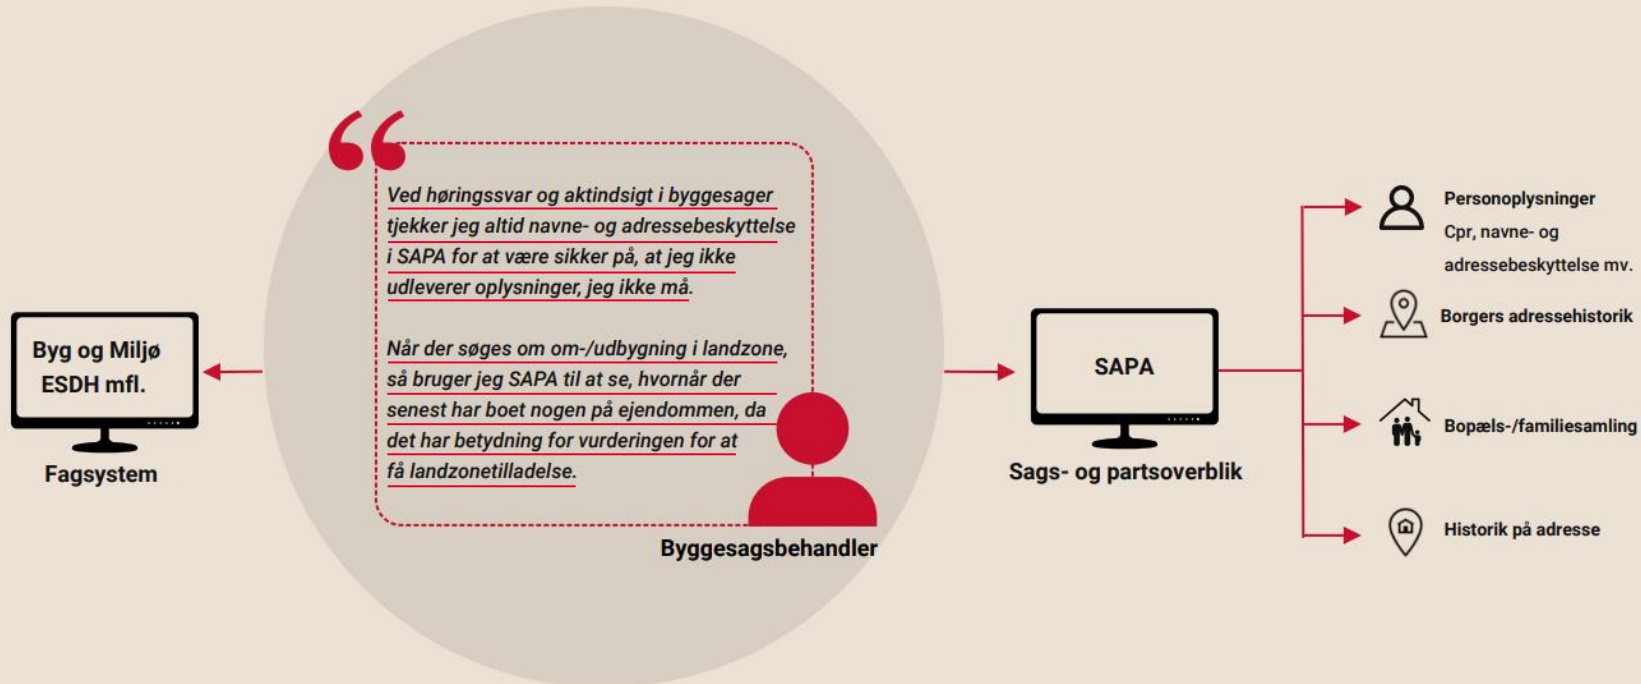 Byg og Miljø
ESDH mfl.
Fagsystem
Ved høringssvar og aktindsigt i byggesager
tjekker jeg altid navne- og adressebeskyttelse
i SAPA for at være sikker på, at jeg ikke
udleverer oplysninger, jeg ikke må.
Når der søges om om-/udbygning i landzone,
så bruger jeg SAPA til at se, hvornår der
senest har boet nogen på ejendommen, da
det har betydning for vurderingen for at
få landzonetilladelse.
Byggesagsbehandler
SAPA
Sags- og partsoverblik
Personoplysninger
Cpr, navne- og
adressebeskyttelse mv.
Borgers adressehistorik
Bopæls-/familiesamling
Historik på adresse